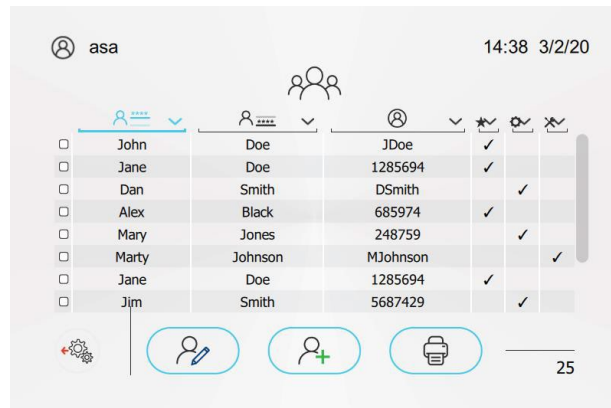 asa 14:38 3/2/20
John Doe JDoe ✓
Jane Doe 1285694 ✓
Dan Smith DSmith ✓
Alex Black 685974 ✓
Mary Jones 248759 ✓
Marty Johnson MJohnson ✓
Jane Doe 1285694 ✓
Jim Smith 5687429 ✓
25